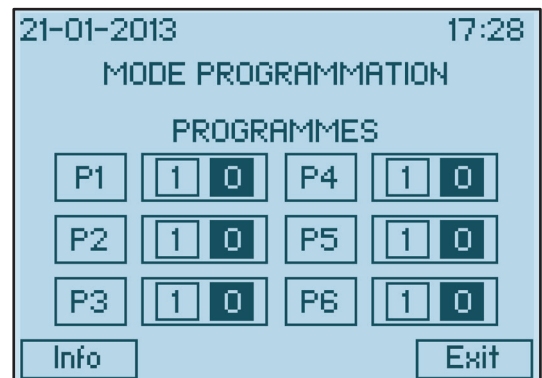 21-01-2013 17:28
MODE PROGRAMMATION
PROGRAMMES
P1 1 0 P4 1 0
P2 1 0 P5 1 0
P3 1 0 P6 1 0
Info Exit